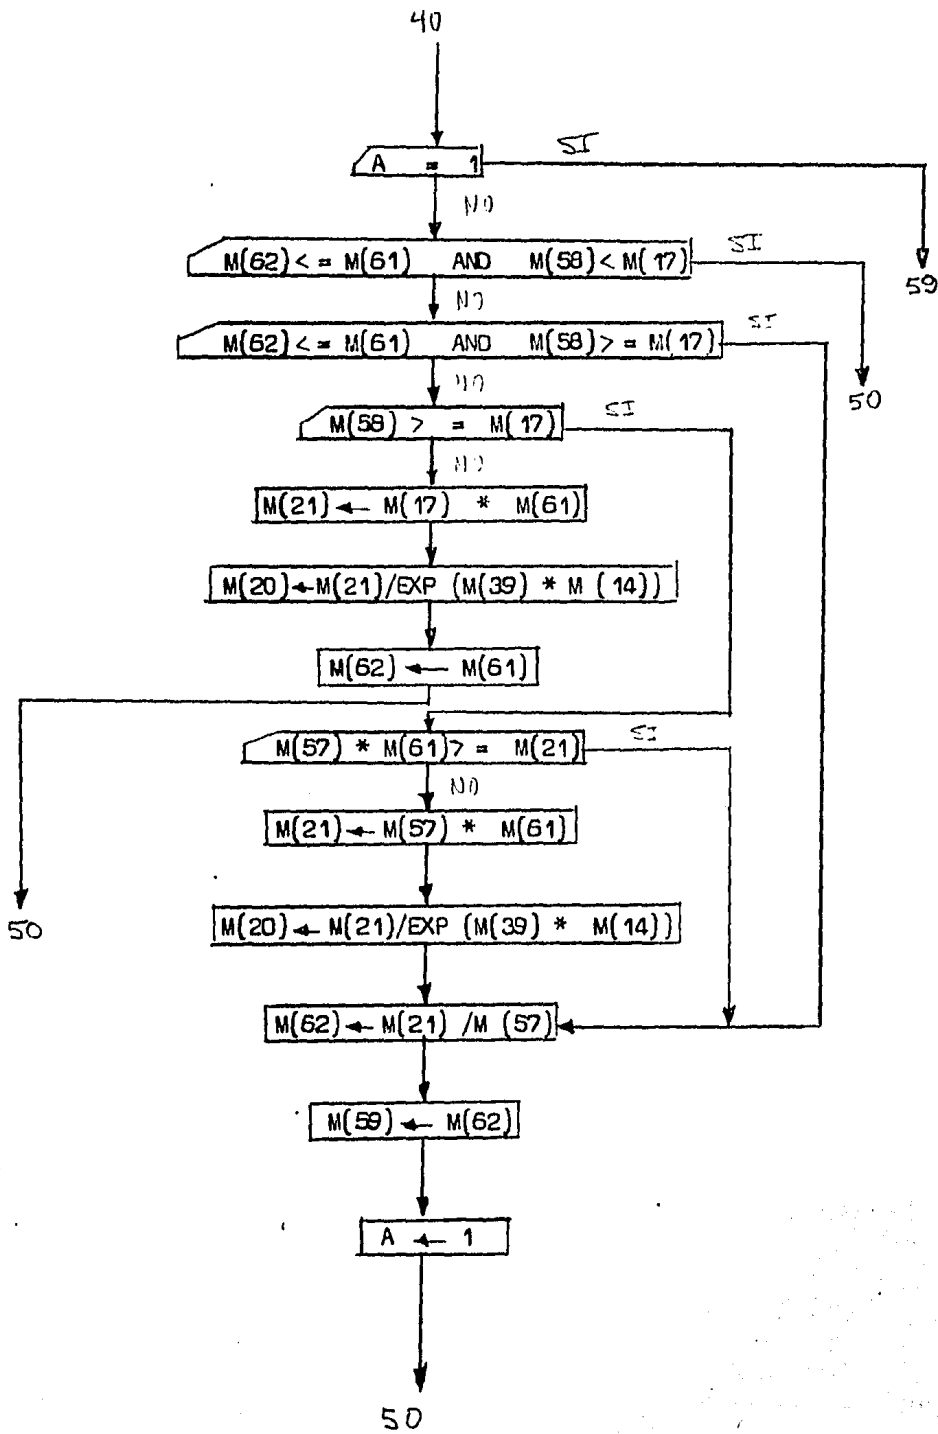 40
A = 1
SI
NO
M(62) < = M(61) AND M(58) < M(17)
SI
59
NO
M(62) < = M(61) AND M(58) > = M(17)
SI
50
NO
M(58) > = M(17)
SI
NO
M(21) ← M(17) * M(61)
M(20) ← M(21)/EXP (M(39) * M (14))
M(62) ← M(61)
M(57) * M(61) > = M(21)
SI
NO
M(21) ← M(57) * M(61)
50
M(20) ← M(21)/EXP (M(39) * M(14))
M(62) ← M(21) /M (57)
M(59) ← M(62)
A ← 1
50